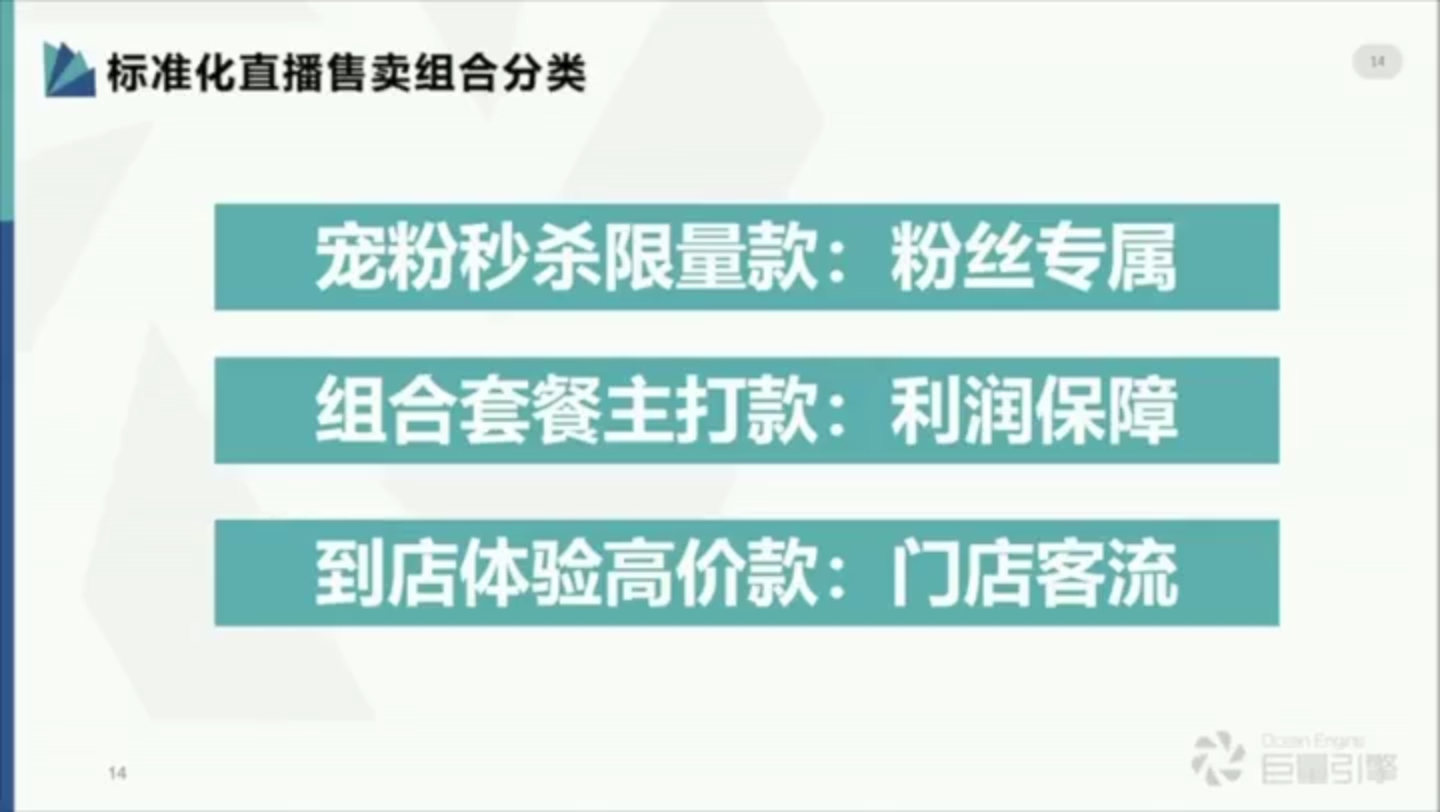 标准化直播售卖组合分类
14
宠粉秒杀限量款：粉丝专属
组合套餐主打款：利润保障
到店体验高价款：门店客流
14
Ocean Engine
巨量引擎